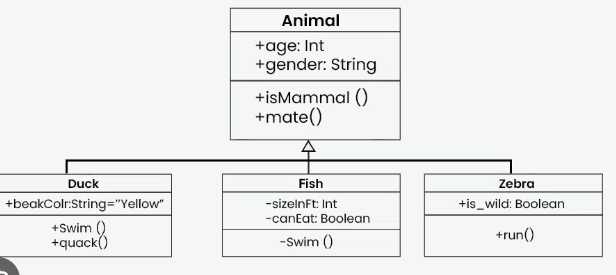 Animal
+age: Int
+gender: String
+isMammal ()
+mate()
Duck
+beakColr:String="Yellow"
+Swim ()
+quack()
Fish
-sizeInFt: Int
-canEat: Boolean
-Swim ()
Zebra
+is_wild: Boolean
+run()